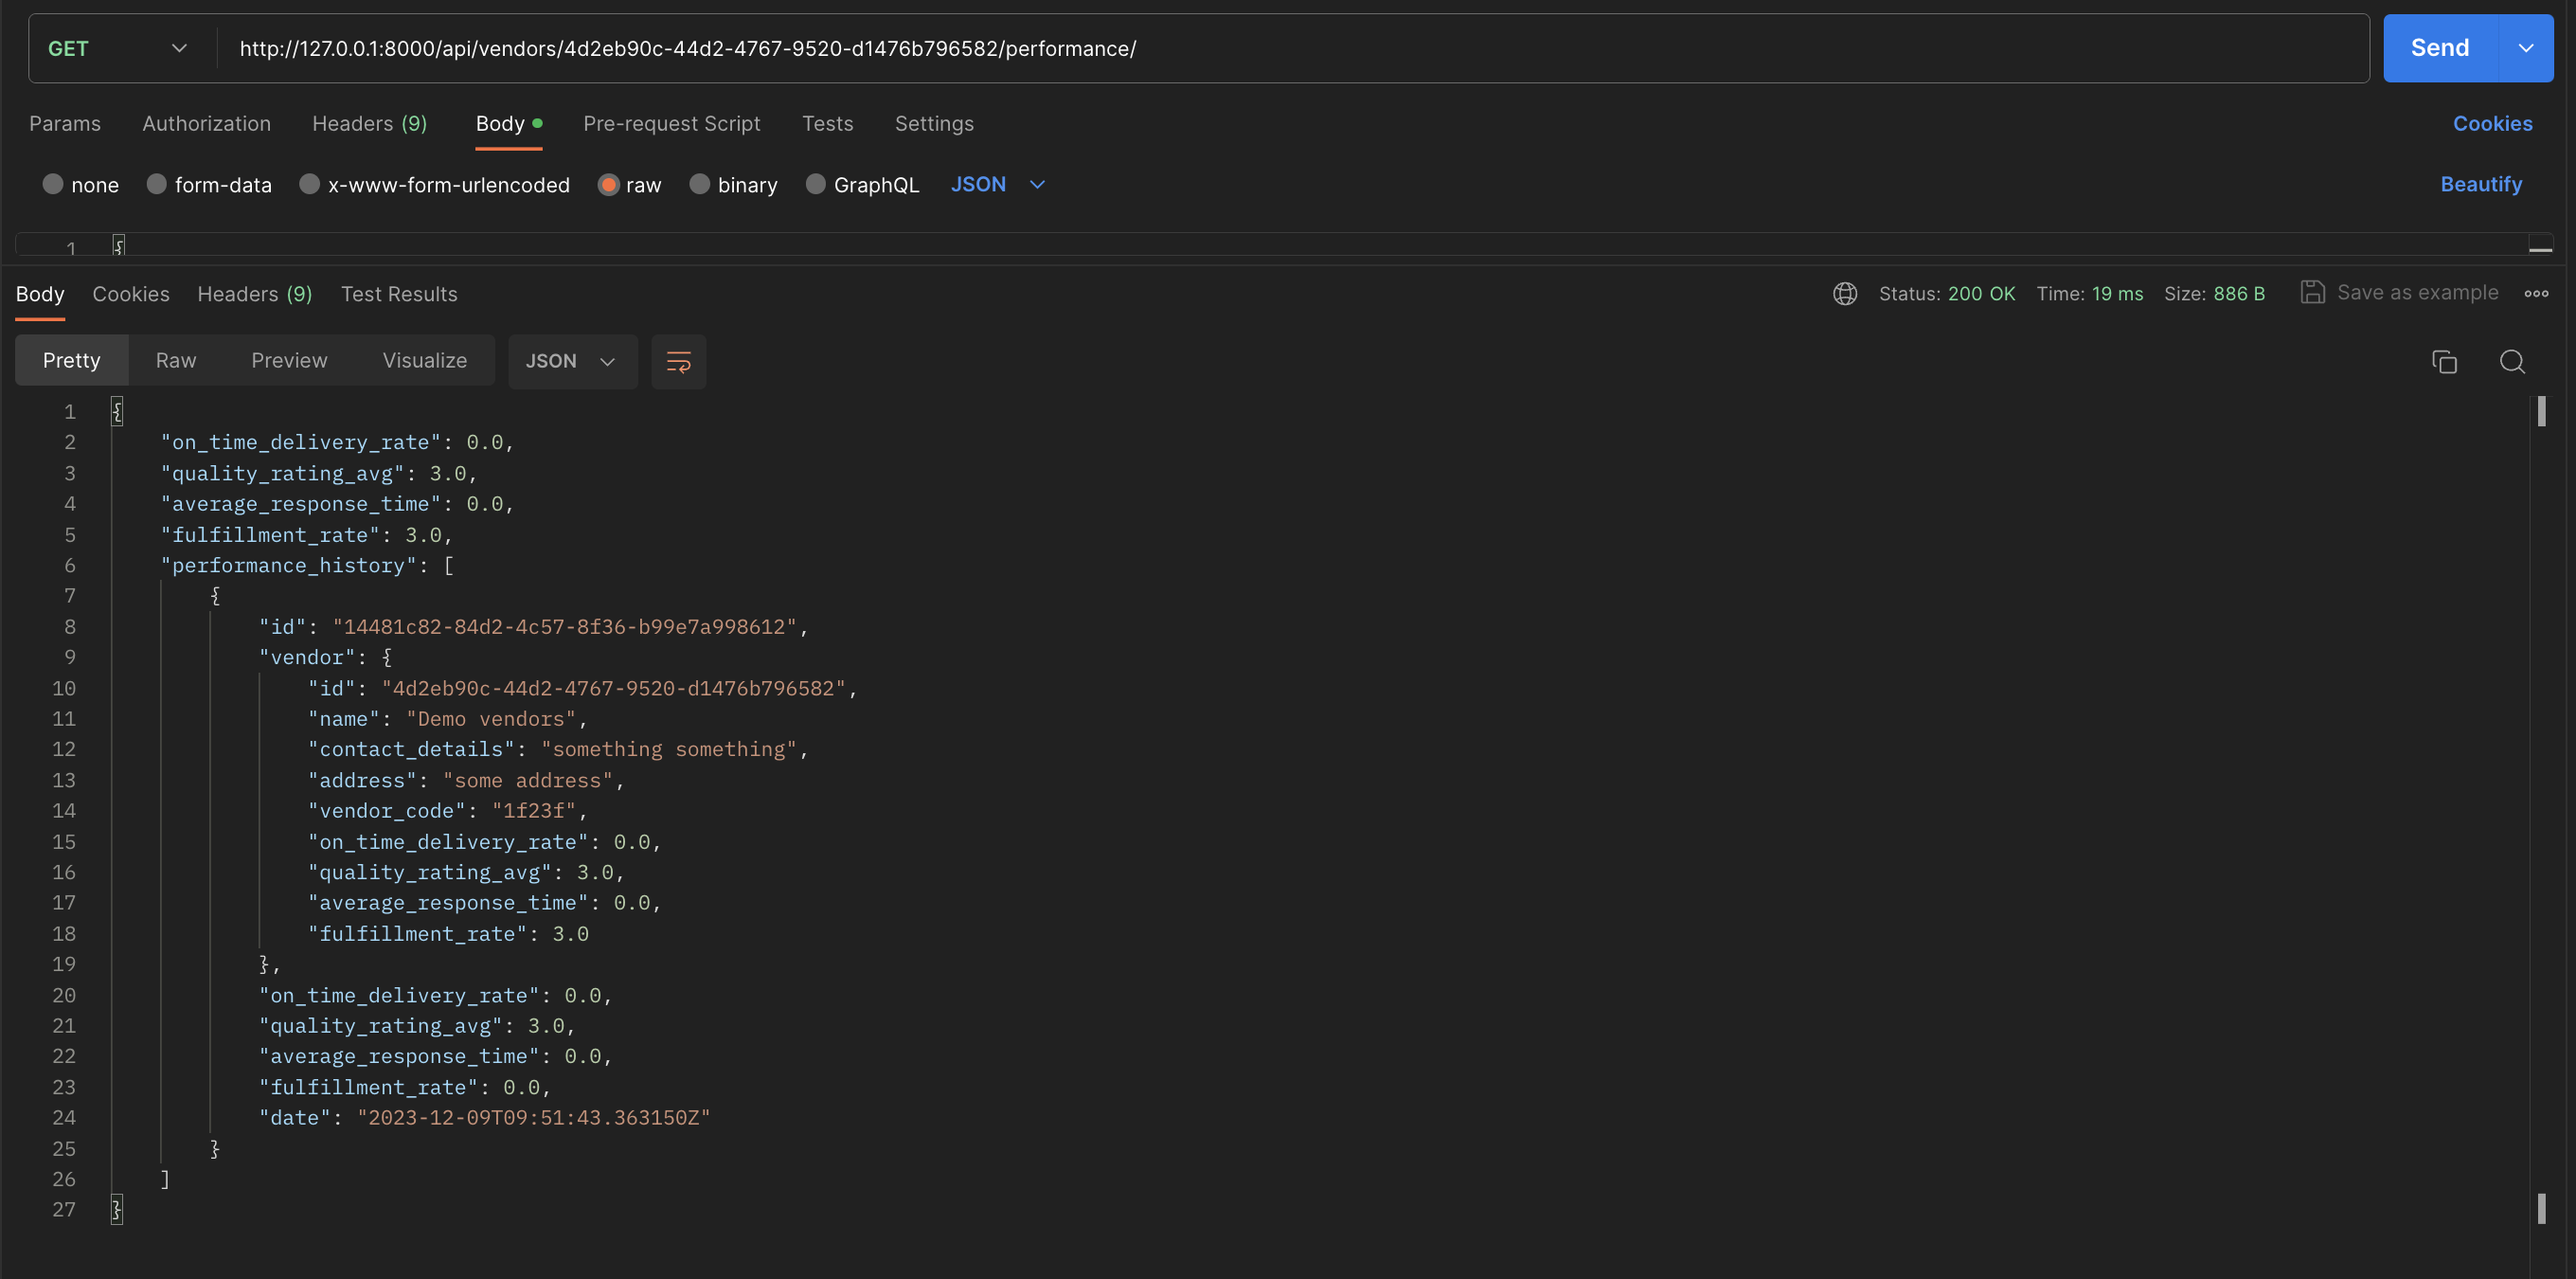 GET http://127.0.0.1:8000/api/vendors/4d2eb90c-44d2-4767-9520-d1476b796582/performance/ Send
Params Authorization Headers (9) Body Pre-request Script Tests Settings Cookies
none form-data x-www-form-urlencoded raw binary GraphQL JSON Beautify
1 {
Body Cookies Headers (9) Test Results Status: 200 OK Time: 19 ms Size: 886 B Save as example
Pretty Raw Preview Visualize JSON
1 {
2 "on_time_delivery_rate": 0.0,
3 "quality_rating_avg": 3.0,
4 "average_response_time": 0.0,
5 "fulfillment_rate": 3.0,
6 "performance_history": [
7 {
8 "id": "14481c82-84d2-4c57-8f36-b99e7a998612",
9 "vendor": {
10 "id": "4d2eb90c-44d2-4767-9520-d1476b796582",
11 "name": "Demo vendors",
12 "contact_details": "something something",
13 "address": "some address",
14 "vendor_code": "1f23f",
15 "on_time_delivery_rate": 0.0,
16 "quality_rating_avg": 3.0,
17 "average_response_time": 0.0,
18 "fulfillment_rate": 3.0
19 },
20 "on_time_delivery_rate": 0.0,
21 "quality_rating_avg": 3.0,
22 "average_response_time": 0.0,
23 "fulfillment_rate": 0.0,
24 "date": "2023-12-09T09:51:43.363150Z"
25 }
26 ]
27 }